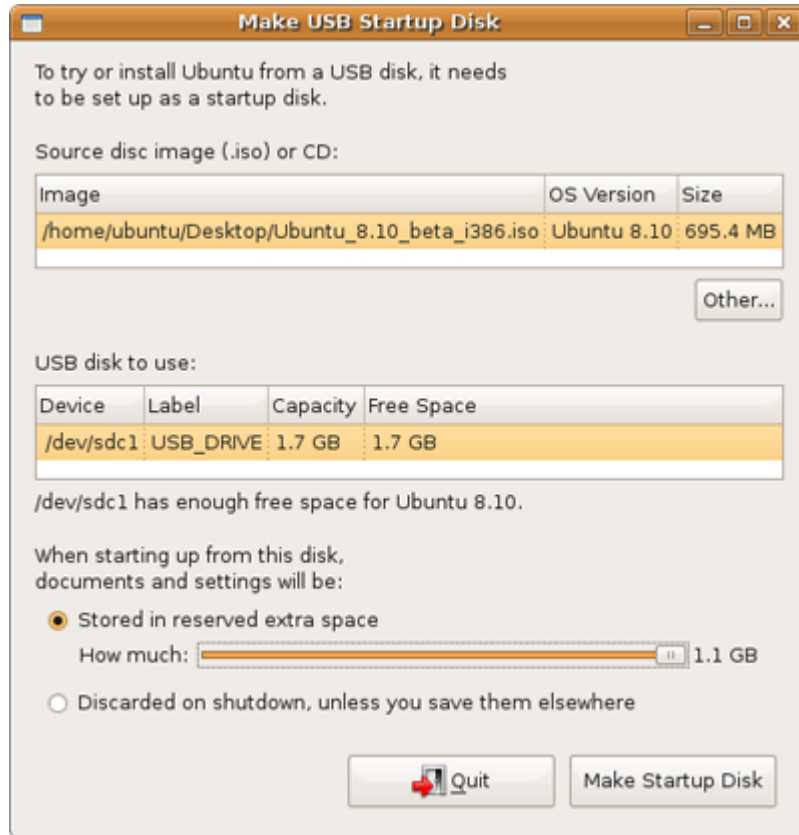 Make USB Startup Disk
To try or install Ubuntu from a USB disk, it needs
to be set up as a startup disk.
Source disc image (.iso) or CD:
Image OS Version Size
/home/ubuntu/Desktop/Ubuntu_8.10_beta_i386.iso Ubuntu 8.10 695.4 MB
Other...
USB disk to use:
Device Label Capacity Free Space
/dev/sdc1 USB_DRIVE 1.7 GB 1.7 GB
/dev/sdc1 has enough free space for Ubuntu 8.10.
When starting up from this disk,
documents and settings will be:
Stored in reserved extra space
How much: 1.1 GB
Discarded on shutdown, unless you save them elsewhere
Quit Make Startup Disk